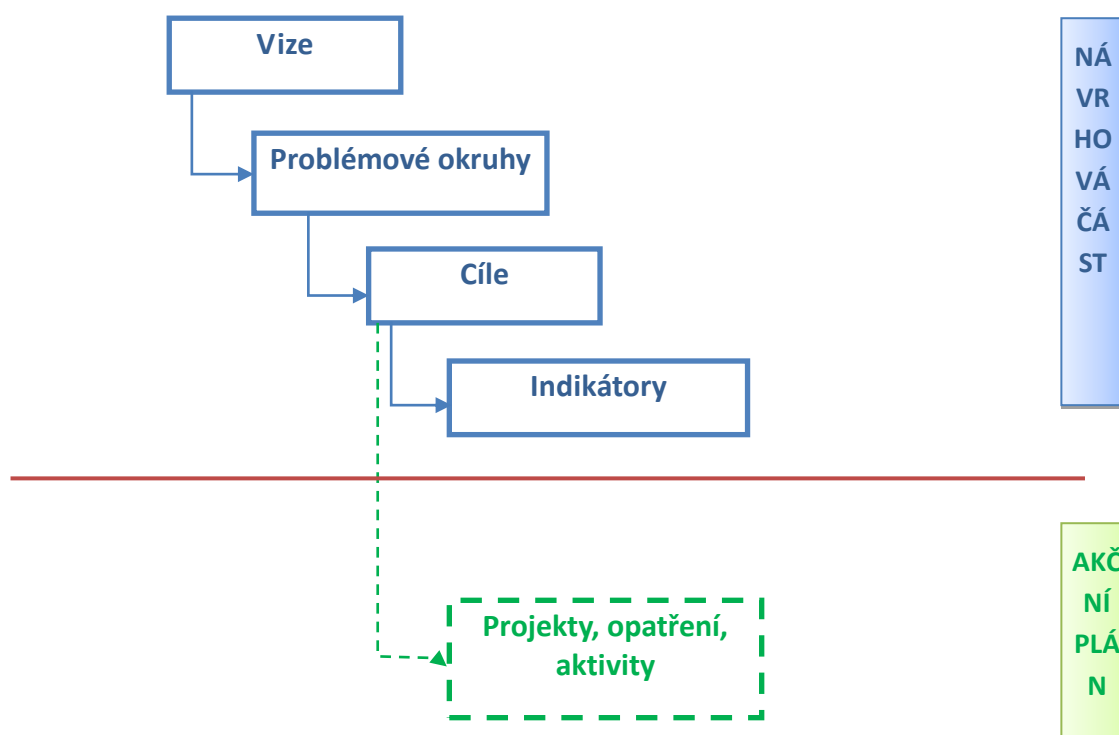 Vize
Problémové okruhy
Cíle
Indikátory
Projekty, opatření,
aktivity
NÁ
VR
HO
VÁ
ČÁ
ST
AKČ
NÍ
PLÁ
N